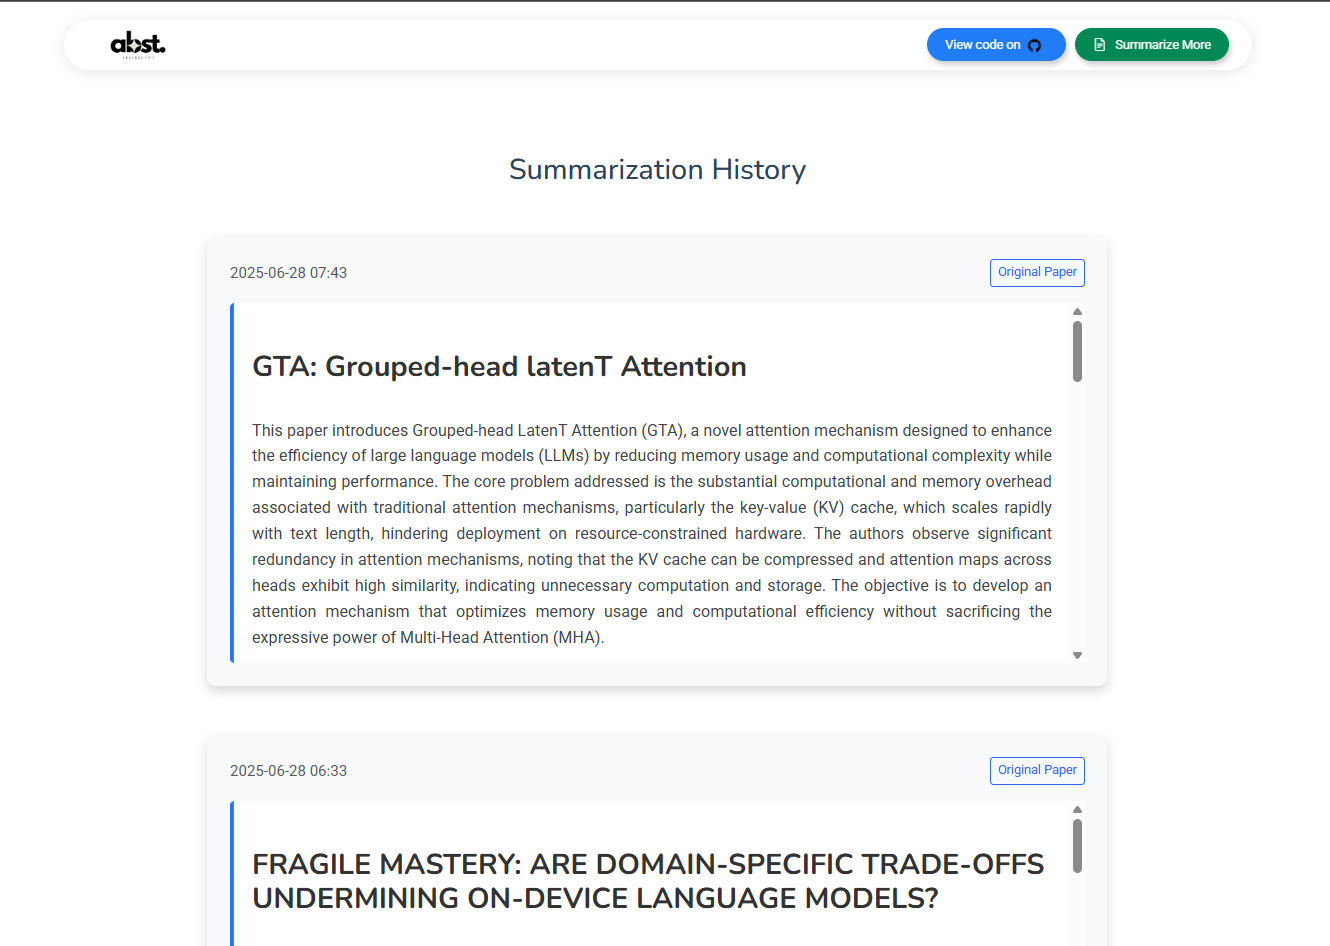 abst.
ABSTRACTIFY
View code on
Summarize More
Summarization History
2025-06-28 07:43
Original Paper
GTA: Grouped-head latenT Attention
This paper introduces Grouped-head LatenT Attention (GTA), a novel attention mechanism designed to enhance
the efficiency of large language models (LLMs) by reducing memory usage and computational complexity while
maintaining performance. The core problem addressed is the substantial computational and memory overhead
associated with traditional attention mechanisms, particularly the key-value (KV) cache, which scales rapidly
with text length, hindering deployment on resource-constrained hardware. The authors observe significant
redundancy in attention mechanisms, noting that the KV cache can be compressed and attention maps across
heads exhibit high similarity, indicating unnecessary computation and storage. The objective is to develop an
attention mechanism that optimizes memory usage and computational efficiency without sacrificing the
expressive power of Multi-Head Attention (MHA).
2025-06-28 06:33
Original Paper
FRAGILE MASTERY: ARE DOMAIN-SPECIFIC TRADE-OFFS
UNDERMINING ON-DEVICE LANGUAGE MODELS?